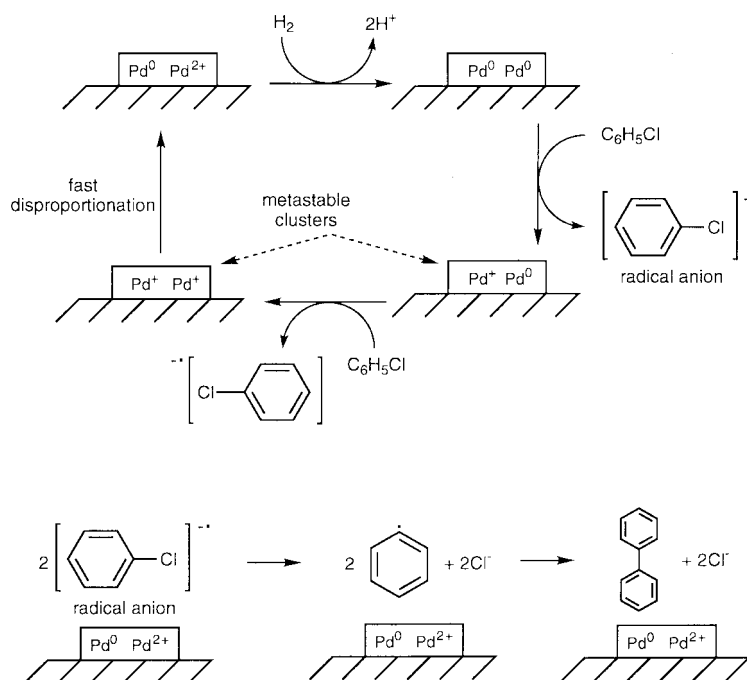 H₂ 2H⁺
Pd⁰ Pd²⁺
Pd⁰ Pd⁰
C₆H₅Cl
fast
disproportionation
metastable
clusters
Cl
-·
radical anion
Pd⁺ Pd⁺
Pd⁺ Pd⁰
C₆H₅Cl
-·
Cl
2 Cl -·
radical anion
2 · + 2Cl⁻
+ 2Cl⁻
Pd⁰ Pd²⁺
Pd⁰ Pd²⁺
Pd⁰ Pd²⁺